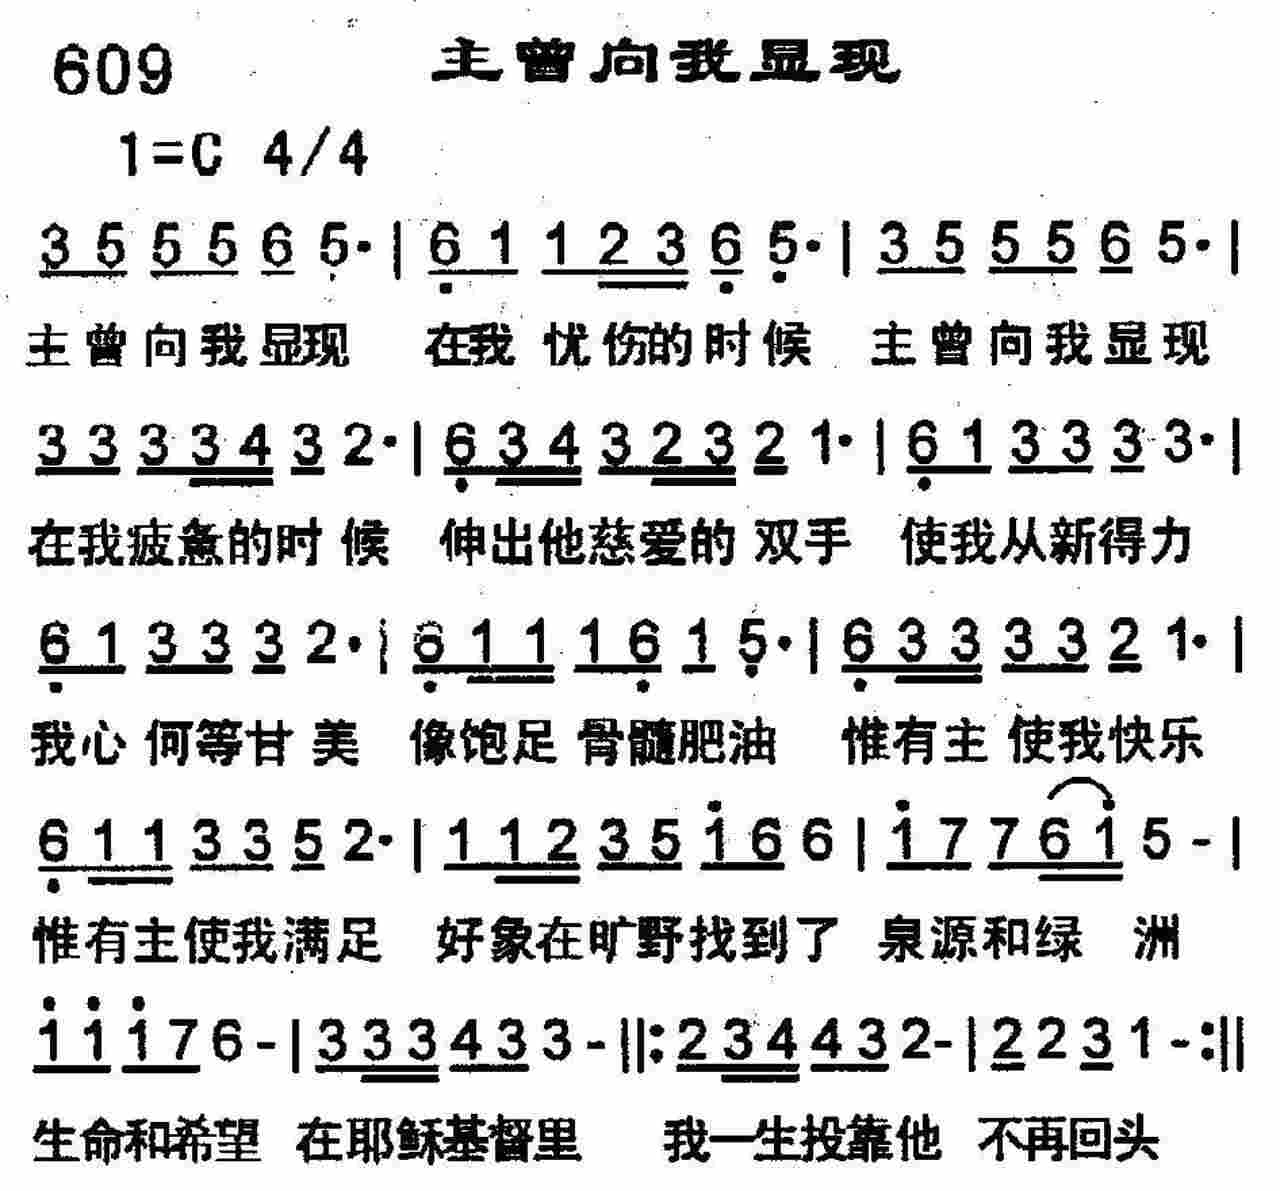 609 主曾向我显现
1=C 4/4
3 5 5 5 6 5· | 6 1 1 2 3 6 5· | 3 5 5 5 6 5· |
主曾向我显现 在我忧伤的时候 主曾向我显现
3 3 3 3 4 3 2· | 6 3 4 3 2 3 2 1· | 6 1 3 3 3 3· |
在我疲惫的时候 伸出他慈爱的双手 使我从新得力
6 1 3 3 3 2· | 6 1 1 1 6 1 5· | 6 3 3 3 3 2 1· |
我心何等甘美 像饱足骨髓肥油 惟有主使我快乐
6 1 1 3 3 5 2· | 1 1 2 3 5 1 6 6 | 1 7 7 6 1 5 - |
惟有主使我满足 好象在旷野找到了 泉源和绿洲
1 1 1 7 6 - | 3 3 3 4 3 3 - ||: 2 3 4 4 3 2 - | 2 2 3 1 - :||
生命和希望 在耶稣基督里 我一生投靠他 不再回头